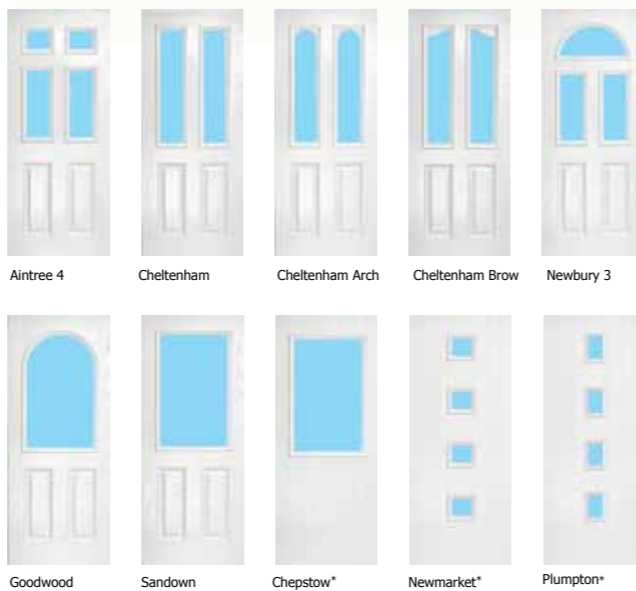 Aintree 4
Cheltenham
Cheltenham Arch
Cheltenham Brow
Newbury 3
Goodwood
Sandown
Chepstow*
Newmarket*
Plumpton*